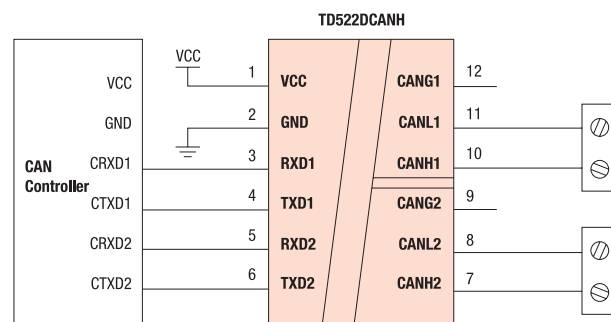 TD522DCANH
VCC
VCC 1 VCC CANG1 12
GND 2 GND CANL1 11
CRXD1 3 RXD1 CANH1 10
CAN
Controller
CTXD1 4 TXD1 CANG2 9
CRXD2 5 RXD2 CANL2 8
CTXD2 6 TXD2 CANH2 7